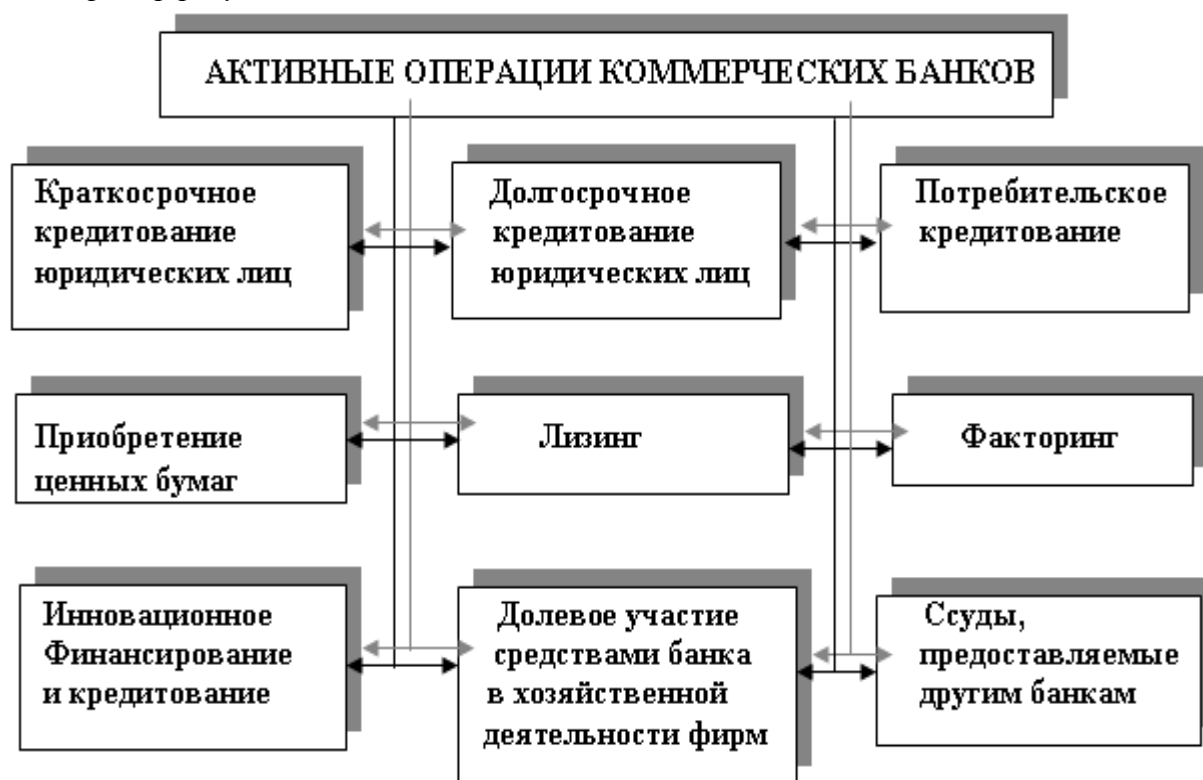 АКТИВНЫЕ ОПЕРАЦИИ КОММЕРЧЕСКИХ БАНКОВ
Краткосрочное
кредитование
юридических лиц
Долгосрочное
кредитование
юридических лиц
Потребительское
кредитование
Приобретение
ценных бумаг
Лизинг
Факторинг
Инновационное
Финансирование
и кредитование
Долевое участие
средствами банка
в хозяйственной
деятельности фирм
Ссуды,
предоставляемые
другим банкам